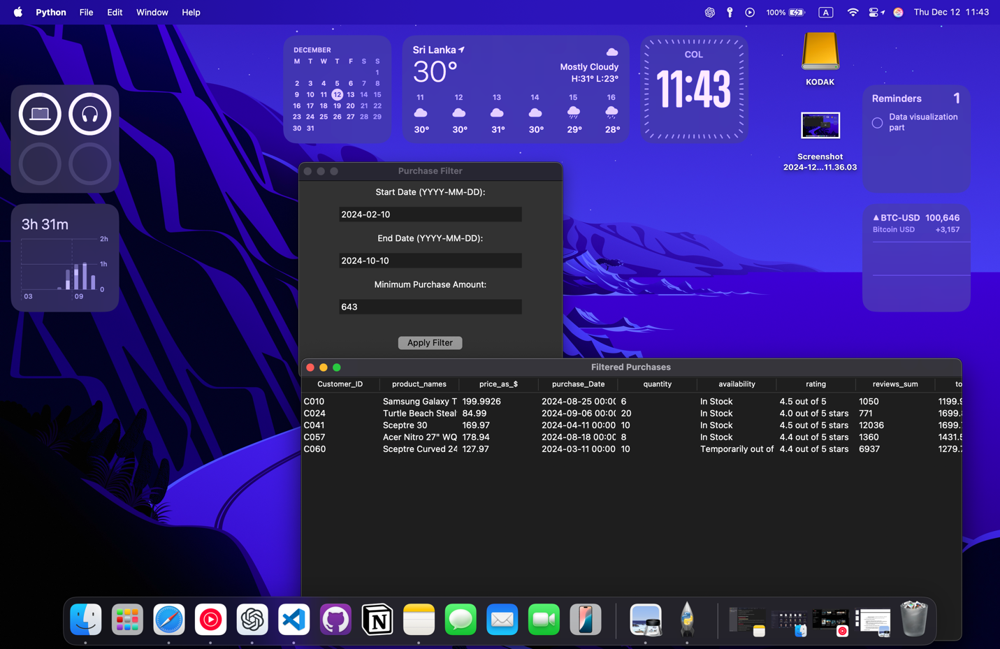 Python File Edit Window Help
100% A Thu Dec 12 11:43
DECEMBER
M T W T F S S
1
2 3 4 5 6 7 8
9 10 11 12 13 14 15
16 17 18 19 20 21 22
23 24 25 26 27 28 29
30 31
Sri Lanka
30°
Mostly Cloudy
H:31° L:23°
11 12 13 14 15 16
30° 30° 31° 30° 29° 28°
COL
11:43
KODAK
Screenshot
2024-12...11.36.03
Reminders 1
Data visualization
part
3h 31m
2h
1h
0
03 09
▲BTC-USD 100,646
Bitcoin USD +3,157
Purchase Filter
Start Date (YYYY-MM-DD):
2024-02-10
End Date (YYYY-MM-DD):
2024-10-10
Minimum Purchase Amount:
643
Apply Filter
Filtered Purchases
Customer_ID product_names price_as_$ purchase_Date quantity availability rating reviews_sum to
C010 Samsung Galaxy T 199.9926 2024-08-25 00:00 6 In Stock 4.5 out of 5 1050 1199.9
C024 Turtle Beach Steal 84.99 2024-09-06 00:00 20 In Stock 4.0 out of 5 stars 771 1699.
C041 Sceptre 30 169.97 2024-04-11 00:00 10 In Stock 4.5 out of 5 stars 12036 1699.
C057 Acer Nitro 27" WQ 178.94 2024-08-18 00:00 8 In Stock 4.4 out of 5 stars 1360 1431.5
C060 Sceptre Curved 24 127.97 2024-03-11 00:00 10 Temporarily out of 4.4 out of 5 stars 6937 1279.